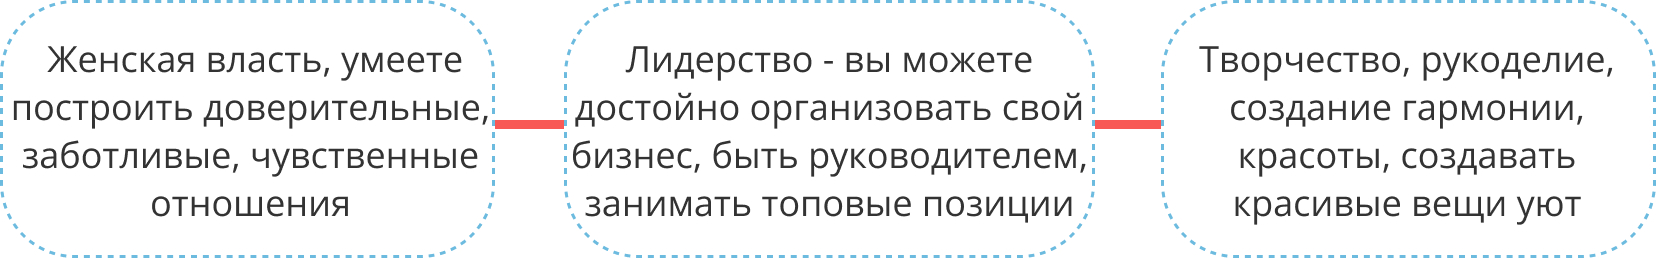 Женская власть, умеете
построить доверительные,
заботливые, чувственные
отношения
Лидерство - вы можете
достойно организовать свой
бизнес, быть руководителем,
занимать топовые позиции
Творчество, рукоделие,
создание гармонии,
красоты, создавать
красивые вещи уют